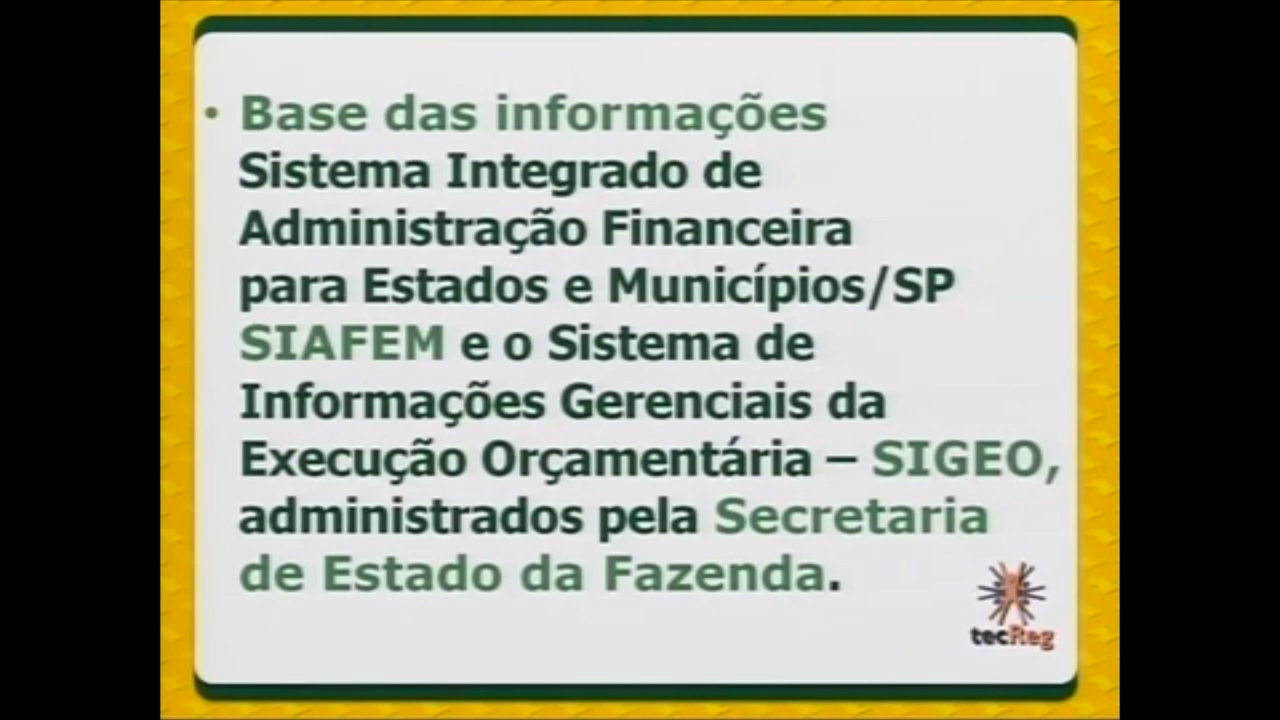 • Base das informações
Sistema Integrado de
Administração Financeira
para Estados e Municípios/SP
SIAFEM e o Sistema de
Informações Gerenciais da
Execução Orçamentária – SIGEO,
administrados pela Secretaria
de Estado da Fazenda.
tecReg